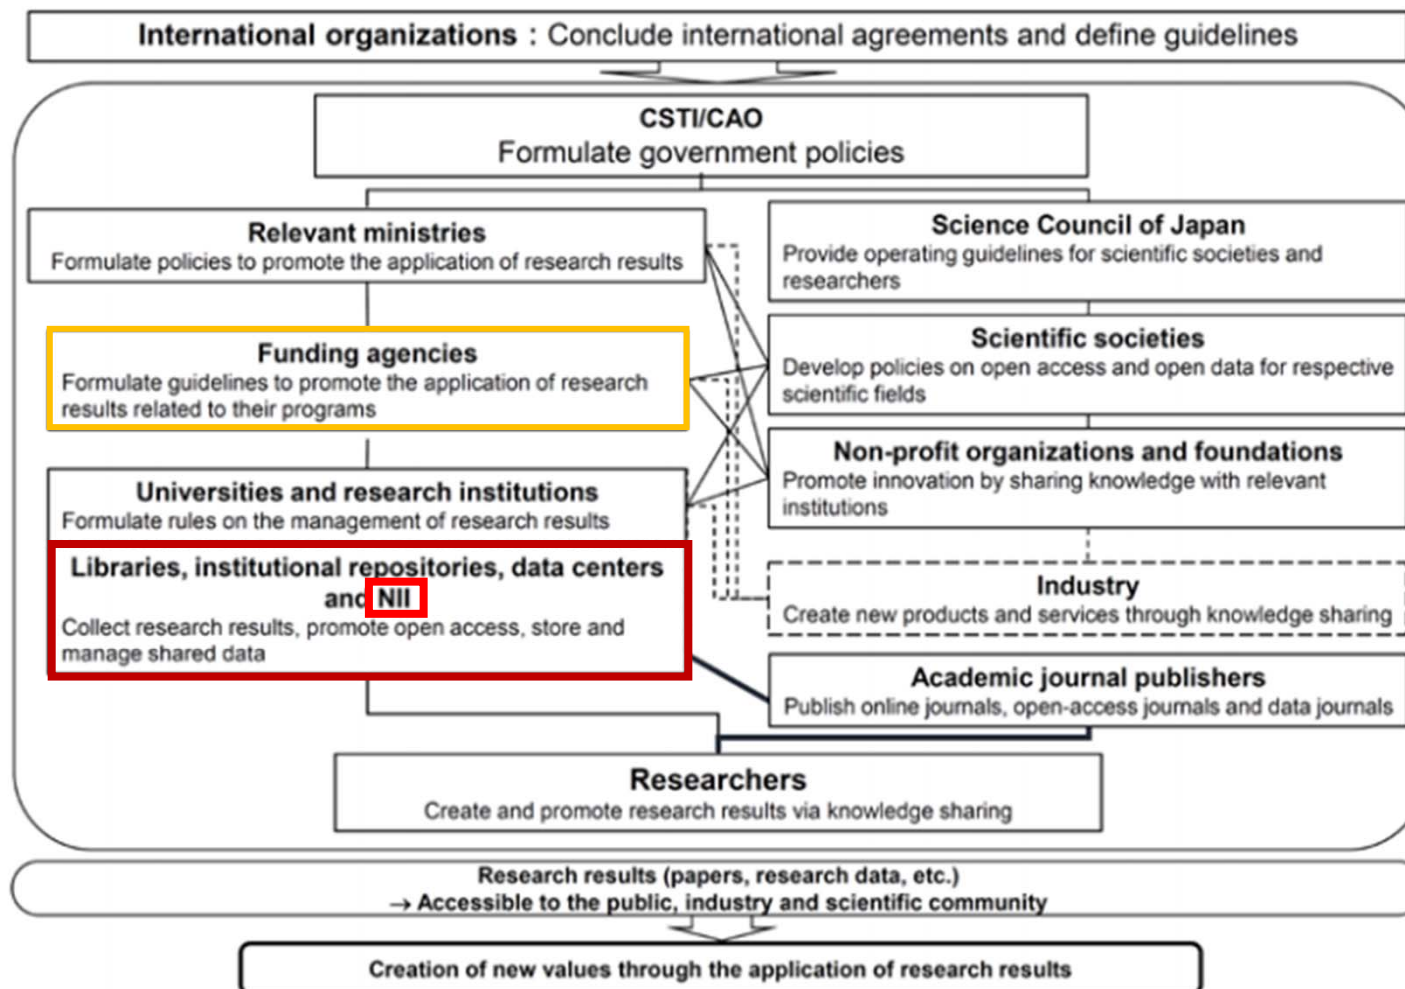 International organizations : Conclude international agreements and define guidelines
CSTI/CAO
Formulate government policies
Relevant ministries
Formulate policies to promote the application of research results
Science Council of Japan
Provide operating guidelines for scientific societies and
researchers
Funding agencies
Formulate guidelines to promote the application of research
results related to their programs
Scientific societies
Develop policies on open access and open data for respective
scientific fields
Non-profit organizations and foundations
Promote innovation by sharing knowledge with relevant
institutions
Universities and research institutions
Formulate rules on the management of research results
Libraries, institutional repositories, data centers
and NII
Collect research results, promote open access, store and
manage shared data
Industry
Create new products and services through knowledge sharing
Academic journal publishers
Publish online journals, open-access journals and data journals
Researchers
Create and promote research results via knowledge sharing
Research results (papers, research data, etc.)
→ Accessible to the public, industry and scientific community
Creation of new values through the application of research results